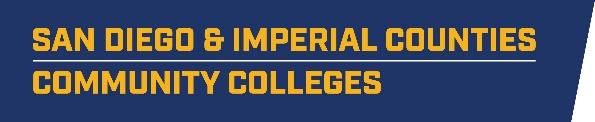 SAN DIEGO & IMPERIAL COUNTIES
COMMUNITY COLLEGES